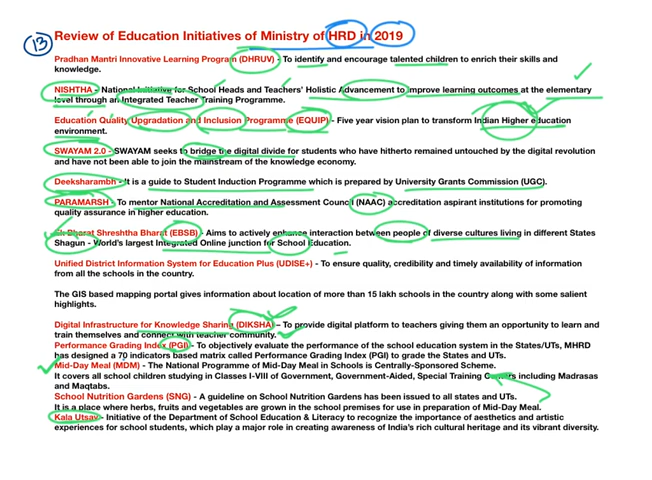 13
Review of Education Initiatives of Ministry of HRD in 2019
Pradhan Mantri Innovative Learning Program (DHRUV) - To identify and encourage talented children to enrich their skills and
knowledge.
NISHTHA - National Initiative for School Heads and Teachers' Holistic Advancement to improve learning outcomes at the elementary
level through an Integrated Teacher Training Programme.
Education Quality Upgradation and Inclusion Programme (EQUIP) - Five year vision plan to transform Indian Higher education
environment.
SWAYAM 2.0 - SWAYAM seeks to bridge the digital divide for students who have hitherto remained untouched by the digital revolution
and have not been able to join the mainstream of the knowledge economy.
Deeksharambh - It is a guide to Student Induction Programme which is prepared by University Grants Commission (UGC).
PARAMARSH - To mentor National Accreditation and Assessment Council (NAAC) accreditation aspirant institutions for promoting
quality assurance in higher education.
Ek Bharat Shreshtha Bharat (EBSB) - Aims to actively enhance interaction between people of diverse cultures living in different States
Shagun - World's largest Integrated Online junction for School Education.
Unified District Information System for Education Plus (UDISE+) - To ensure quality, credibility and timely availability of information
from all the schools in the country.
The GIS based mapping portal gives information about location of more than 15 lakh schools in the country along with some salient
highlights.
Digital Infrastructure for Knowledge Sharing (DIKSHA) - To provide digital platform to teachers giving them an opportunity to learn and
train themselves and connect with teacher community.
Performance Grading Index (PGI) - To objectively evaluate the performance of the school education system in the States/UTs, MHRD
has designed a 70 indicators based matrix called Performance Grading Index (PGI) to grade the States and UTs.
Mid-Day Meal (MDM) - The National Programme of Mid-Day Meal in Schools is Centrally-Sponsored Scheme.
It covers all school children studying in Classes I-VIII of Government, Government-Aided, Special Training Centers including Madrasas
and Maqtabs.
School Nutrition Gardens (SNG) - A guideline on School Nutrition Gardens has been issued to all states and UTs.
It is a place where herbs, fruits and vegetables are grown in the school premises for use in preparation of Mid-Day Meal.
Kala Utsav - Initiative of the Department of School Education & Literacy to recognize the importance of aesthetics and artistic
experiences for school students, which play a major role in creating awareness of India's rich cultural heritage and its vibrant diversity.